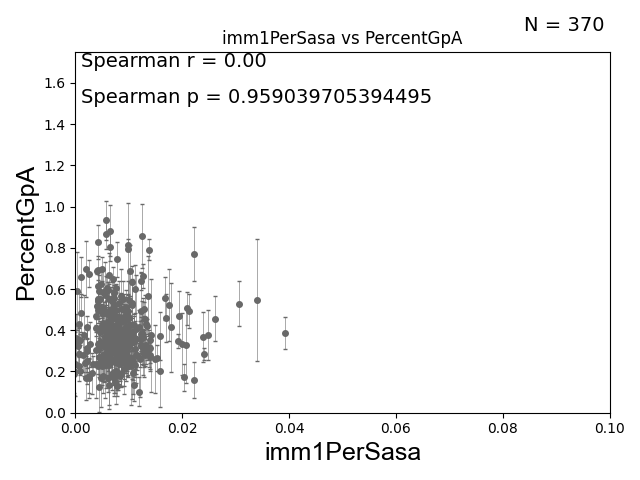 N = 370
imm1PerSasa vs PercentGpA
Spearman r = 0.00
Spearman p = 0.959039705394495
PercentGpA
1.6
1.4
1.2
1.0
0.8
0.6
0.4
0.2
0.0
0.00 0.02 0.04 0.06 0.08 0.10
imm1PerSasa